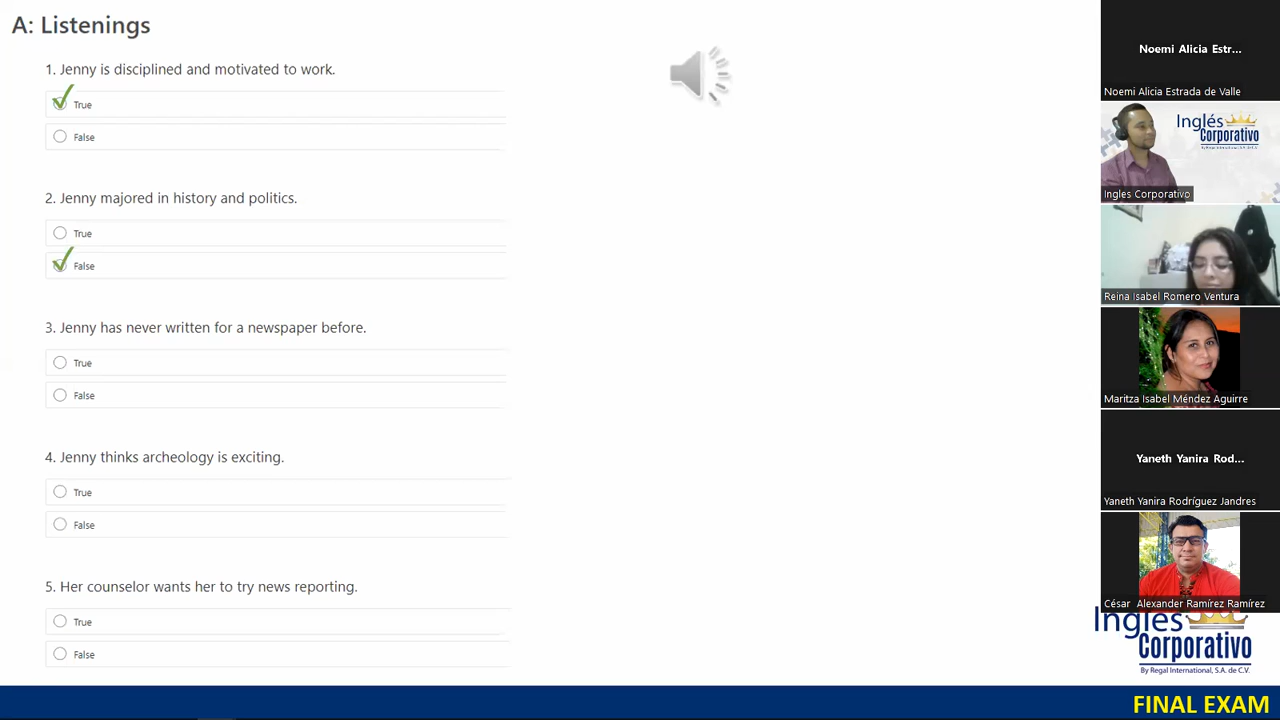 A: Listenings
1. Jenny is disciplined and motivated to work.
True
False
2. Jenny majored in history and politics.
True
False
3. Jenny has never written for a newspaper before.
True
False
4. Jenny thinks archeology is exciting.
True
False
5. Her counselor wants her to try news reporting.
True
False
Noemi Alicia Estr...
Noemi Alicia Estrada de Valle
Inglés
Corporativo
By Regal International, S.A. de C.V.
Ingles Corporativo
Reina Isabel Romero Ventura
Maritza Isabel Méndez Aguirre
Yaneth Yanira Rod...
Yaneth Yanira Rodríguez Jandres
César Alexander Ramírez Ramírez
Inglés
Corporativo
By Regal International, S.A. de C.V.
FINAL EXAM